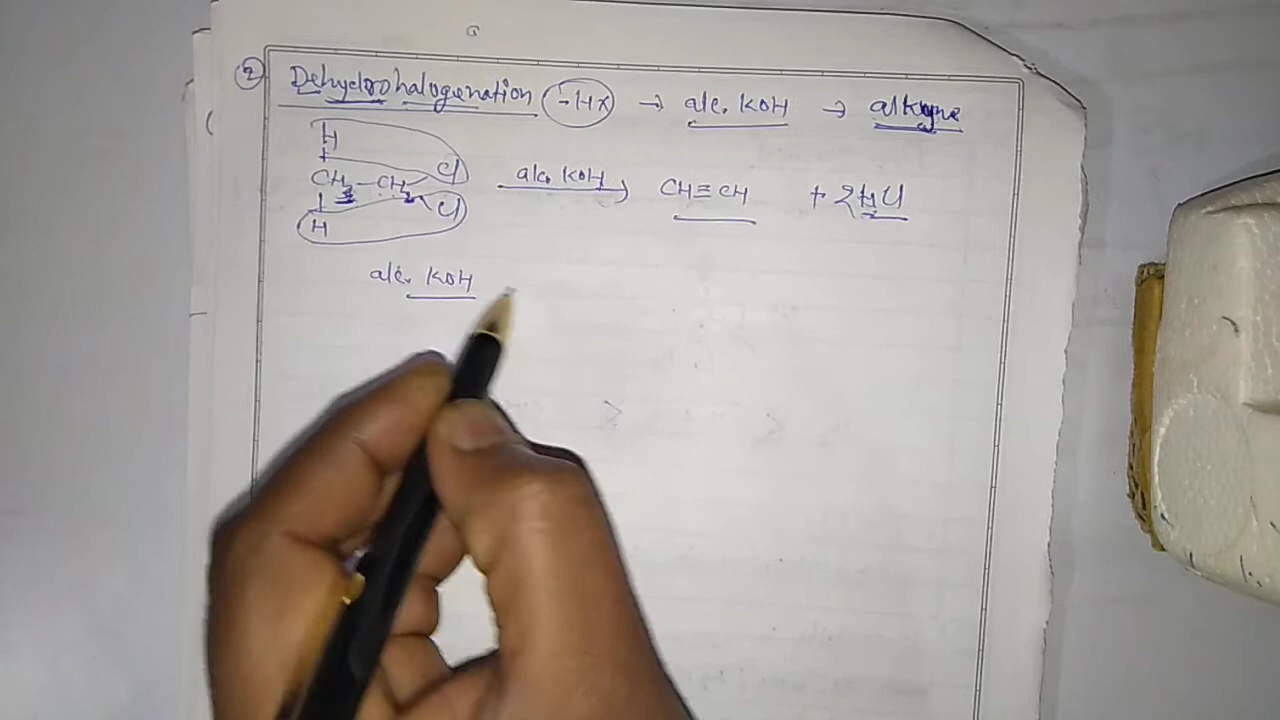 ② Dehydrohalogenation (-HX) → alc. KOH → alkyne
H
CH₂-CH₂ Cl alc. KOH CH≡CH + 2HCl
Cl
H
alc. KOH